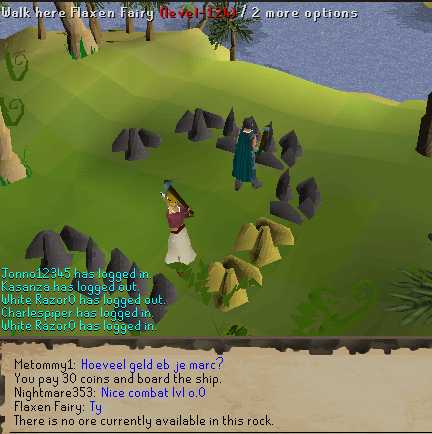 Walk here Flaxen Fairy (level-124) / 2 more options
Jonno12345 has logged in.
Kasanza has logged out.
White Razor0 has logged out.
Charlespiper has logged in.
White Razor0 has logged in.
Metommy1: Hoeveel geld eb je marc?
You pay 30 coins and board the ship.
Nightmare353: Nice combat lvl o.0
Flaxen Fairy: Ty
There is no ore currently available in this rock.